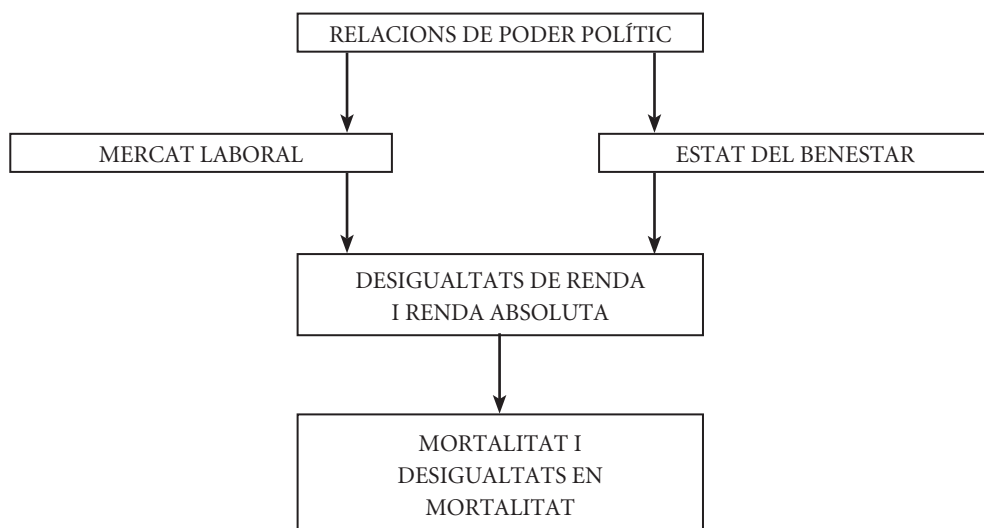 RELACIONS DE PODER POLÍTIC
MERCAT LABORAL
ESTAT DEL BENESTAR
DESIGUALTATS DE RENDA
I RENDA ABSOLUTA
MORTALITAT I
DESIGUALTATS EN
MORTALITAT